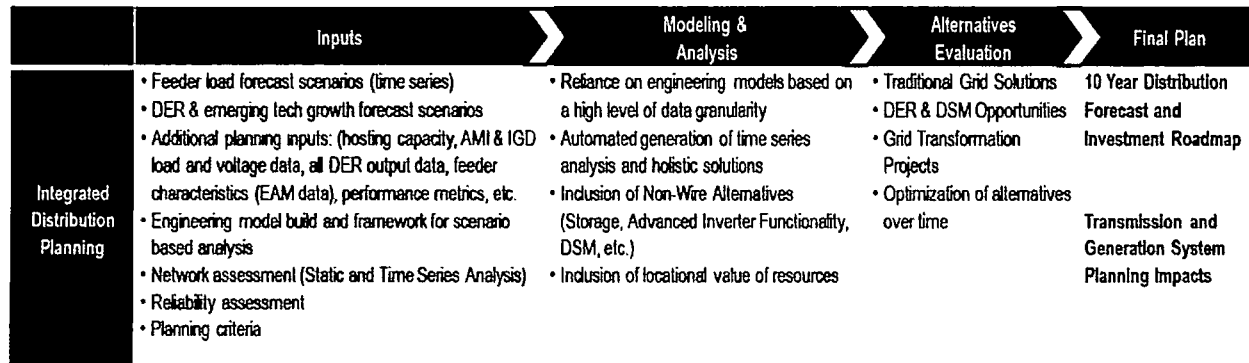 Inputs
Modeling &
Analysis
Alternatives
Evaluation
Final Plan
Integrated
Distribution
Planning
• Feeder load forecast scenarios (time series)
• DER & emerging tech growth forecast scenarios
• Additional planning inputs: (hosting capacity, AMI & IGD
load and voltage data, all DER output data, feeder
characteristics (EAM data), performance metrics, etc.
• Engineering model build and framework for scenario
based analysis
• Network assessment (Static and Time Series Analysis)
• Reliability assessment
• Planning criteria
• Reliance on engineering models based on
a high level of data granularity
• Automated generation of time series
analysis and holistic solutions
• Inclusion of Non-Wire Alternatives
(Storage, Advanced Inverter Functionality,
DSM, etc.)
• Inclusion of locational value of resources
• Traditional Grid Solutions
• DER & DSM Opportunities
• Grid Transformation
Projects
• Optimization of alternatives
over time
10 Year Distribution
Forecast and
Investment Roadmap
Transmission and
Generation System
Planning Impacts